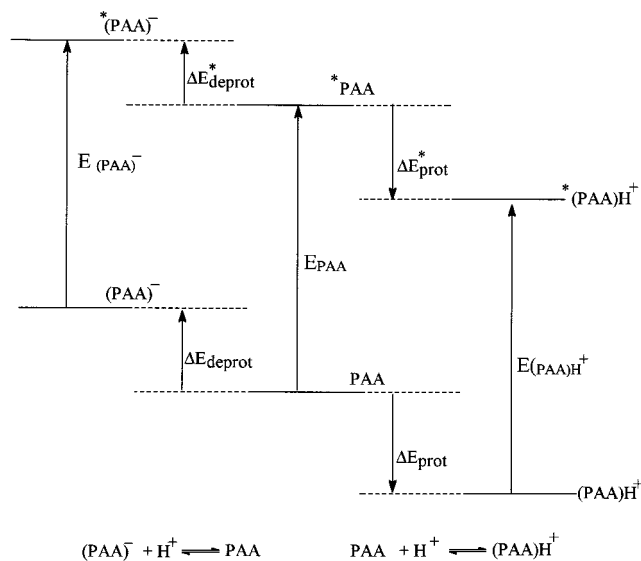 *(PAA)⁻
ΔE*deprot
*PAA
E (PAA)⁻
ΔE*prot
*(PAA)H⁺
EPAA
(PAA)⁻
ΔEdeprot
E(PAA)H⁺
PAA
ΔEprot
(PAA)H⁺
(PAA)⁻ + H⁺ ⇌ PAA PAA + H⁺ ⇌ (PAA)H⁺